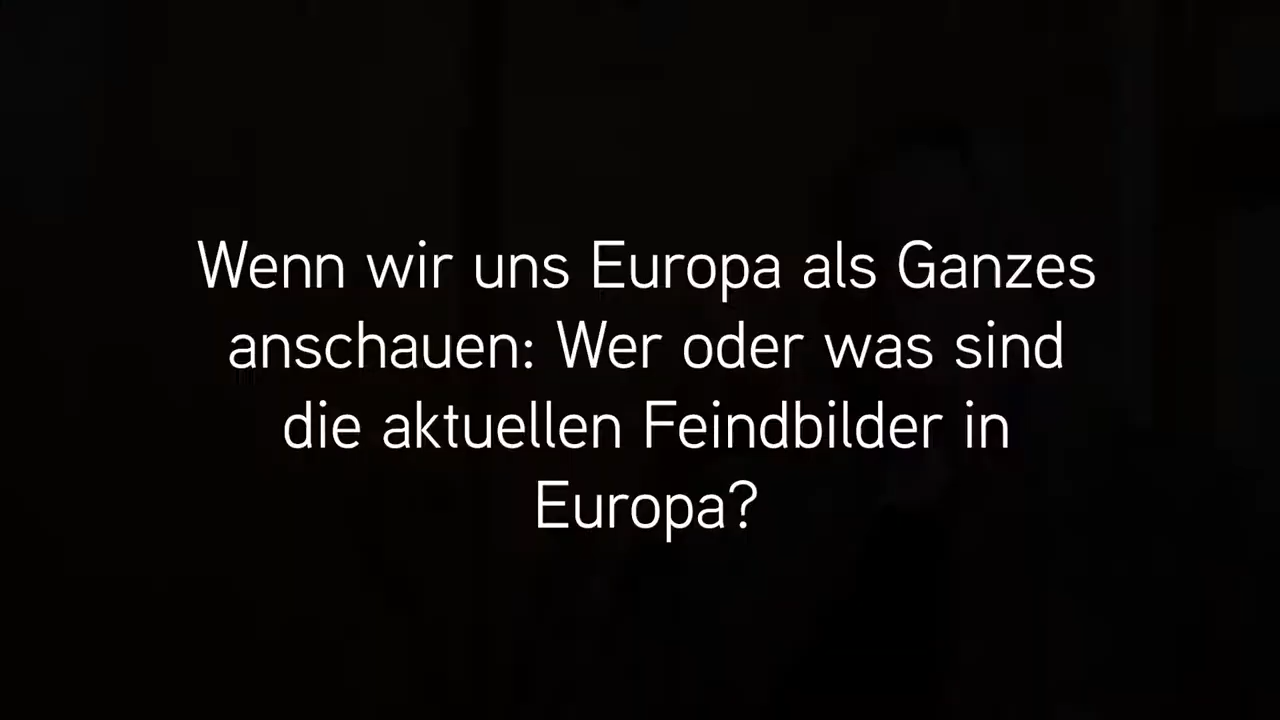 Wenn wir uns Europa als Ganzes
anschauen: Wer oder was sind
die aktuellen Feindbilder in
Europa?